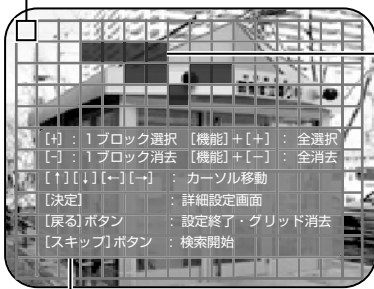 [+] : 1ブロック選択 [機能]+[+] : 全選択
[−] : 1ブロック消去 [機能]+[−] : 全消去
[↑][↓][←][→] : カーソル移動
[決定] : 詳細設定画面
[戻る]ボタン : 設定終了・グリッド消去
[スキップ]ボタン : 検索開始